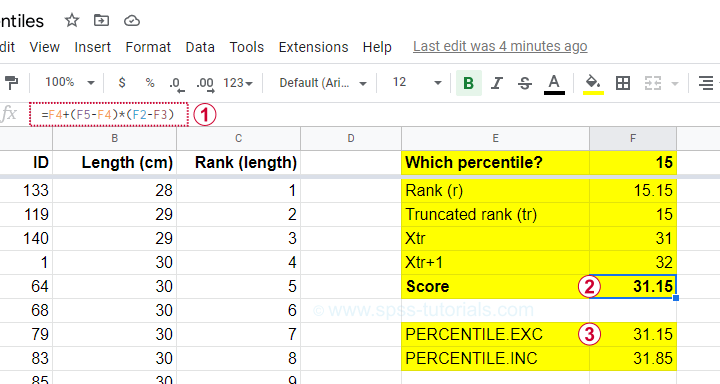 entiles
dit View Insert Format Data Tools Extensions Help Last edit was 4 minutes ago
100% $ % .0 .00 123 Default (Ari... 12 B I S A
fx =F4+(F5-F4)*(F2-F3) 1
B C D E F
ID Length (cm) Rank (length) Which percentile? 15
133 28 1 Rank (r) 15.15
119 29 2 Truncated rank (tr) 15
140 29 3 Xtr 31
1 30 4 Xtr+1 32
64 30 5 Score 2 31.15
68 30 6
© www.spss-tutorials.com
79 30 7 PERCENTILE.EXC 3 31.15
83 30 8 PERCENTILE.INC 31.85
85 30 9